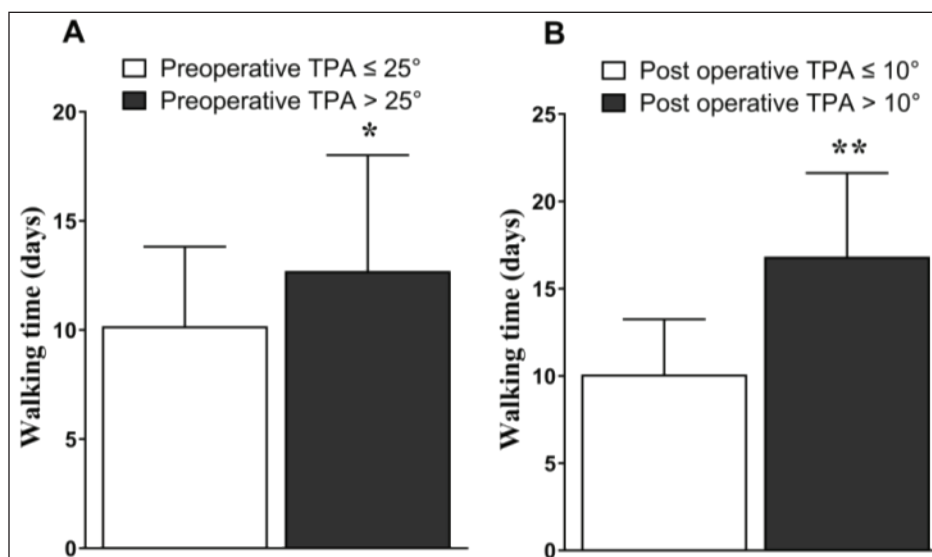 A
Preoperative TPA ≤ 25°
Preoperative TPA > 25°
20
15
10
5
0
Walking time (days)
*
B
Post operative TPA ≤ 10°
Post operative TPA > 10°
25
20
15
10
5
0
Walking time (days)
**